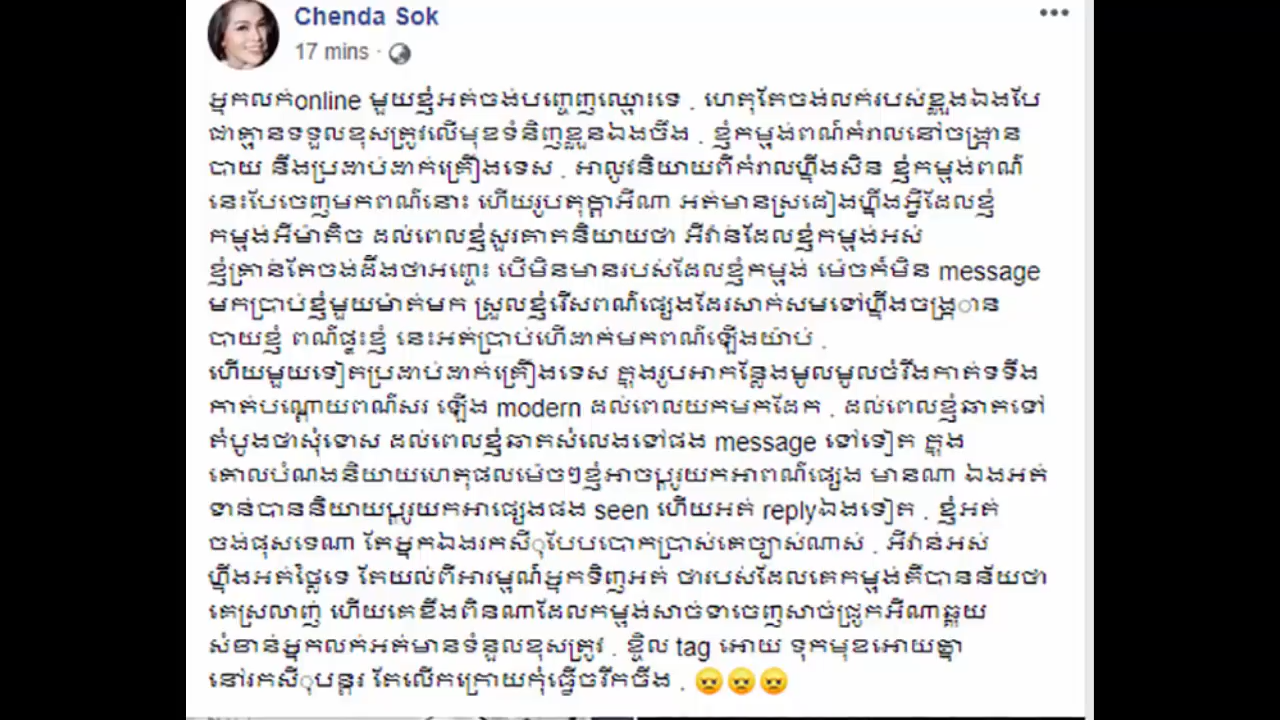 Chenda Sok
17 mins ·
អ្នកលក់online មួយខ្ញុំអត់ចង់បញ្ចេញឈ្មោះទេ . ហេតុតែចង់លក់របស់ខ្លួងឯងបែ
ជាគ្មានទទួលខុសត្រូវលើមុខទំនិញខ្លួនឯងចឹង . ខ្ញុំកម្មង់ពណ៌កំរាលនៅចង្ក្រាន
បាយ នឹងប្រដាប់ដាក់គ្រឿងទេស . អាលូវនិយាយពីកំរាលហ្នឹងសិន ខ្ញុំកម្មង់ពណ៌
នេះបែចេញមកពណ៌នោះ ហើយរូបតុក្តាអីណា អត់មានស្រដៀងហ្នឹងអ្វីដែលខ្ញុំ
កម្មង់អីម៉ាតិច ដល់ពេលខ្ញុំសួរគាតនិយាយថា អីវ៉ាន់ដែលខ្ញុំកម្មង់អស់
ខ្ញុំគ្រាន់តែចង់ដឹងថាអញ្ចេះ បើមិនមានរបស់ដែលខ្ញុំកម្មង់ ម៉េចក៏មិន message
មកប្រាប់ខ្ញុំមួយម៉ាត់មក ស្រួលខ្ញុំរើសពណ៌ផ្សេងដែរសាក់សមទៅហ្នឹងចង្ក្រាន
បាយខ្ញុំ ពណ៌ផ្ទះខ្ញុំ នេះអត់ប្រាប់ហើដាក់មកពណ៌ឡើងយ៉ាប់ .
ហើយមួយទៀតប្រដាប់ដាក់គ្រឿងទេស ក្នុងរូបអាកន្លែងមូលមូលចំរឹងកាត់ទទឹង
កាត់បណ្តោយពណ៌សរ ឡើង modern ដល់ពេលយកមកដែក . ដល់ពេលខ្ញុំឆាតទៅ
តំបូងថាសុំទោស ដល់ពេលខ្ញុំឆាតសំលេងទៅផង message ទៅទៀត ក្នុង
គោលបំណងនិយាយហេតុផលម៉េចៗខ្ញុំអាចប្តូរយកអាពណ៌ផ្សេង មានណា ឯងអត់
ទាន់បាននិយាយប្តូរយកអាផ្សេងផង seen ហើយអត់ replyឯងទៀត . ខ្ញុំអត់
ចង់ផុសទេណា តែអ្នកឯងរកសីុបែបបោកប្រាស់គេច្បាស់ណាស់ . អីវ៉ាន់អស់
ហ្នឹងអត់ថ្លៃទេ តែយល់ពីអារម្មណ៍អ្នកទិញអត់ ថារបស់ដែលគេកម្មង់គឺបានន័យថា
គេស្រលាញ់ ហើយគេខឹងពិនណាដែលកម្មង់សាច់ទាចេញសាច់ជ្រូកអីណាឆ្គួយ
សំខាន់អ្នកលក់អត់មានទំនួលខុសត្រូវ . ខ្ចិល tag អោយ ទុកមុខអោយគ្នា
នៅរកសីុបន្តរ តែលើកក្រោយកុំធ្វើចរឹកចឹង . 😠😠😠